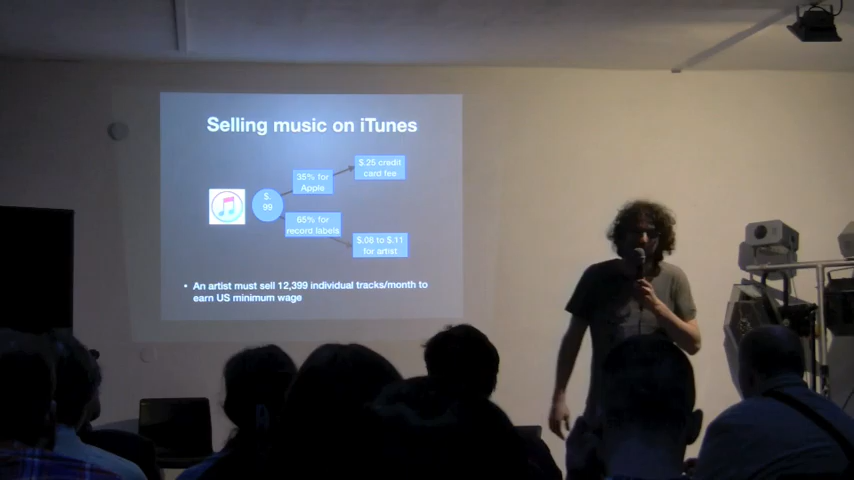 Selling music on iTunes
$.25 credit
card fee
35% for
Apple
$.
99
65% for
record labels
$.08 to $.11
for artist
• An artist must sell 12,399 individual tracks/month to
earn US minimum wage